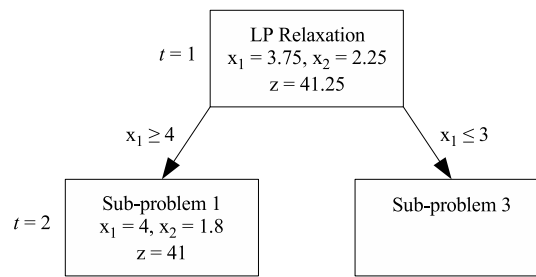 LP Relaxation
t = 1
x₁ = 3.75, x₂ = 2.25
z = 41.25
x₁ ≥ 4
x₁ ≤ 3
Sub-problem 1
Sub-problem 3
t = 2
x₁ = 4, x₂ = 1.8
z = 41